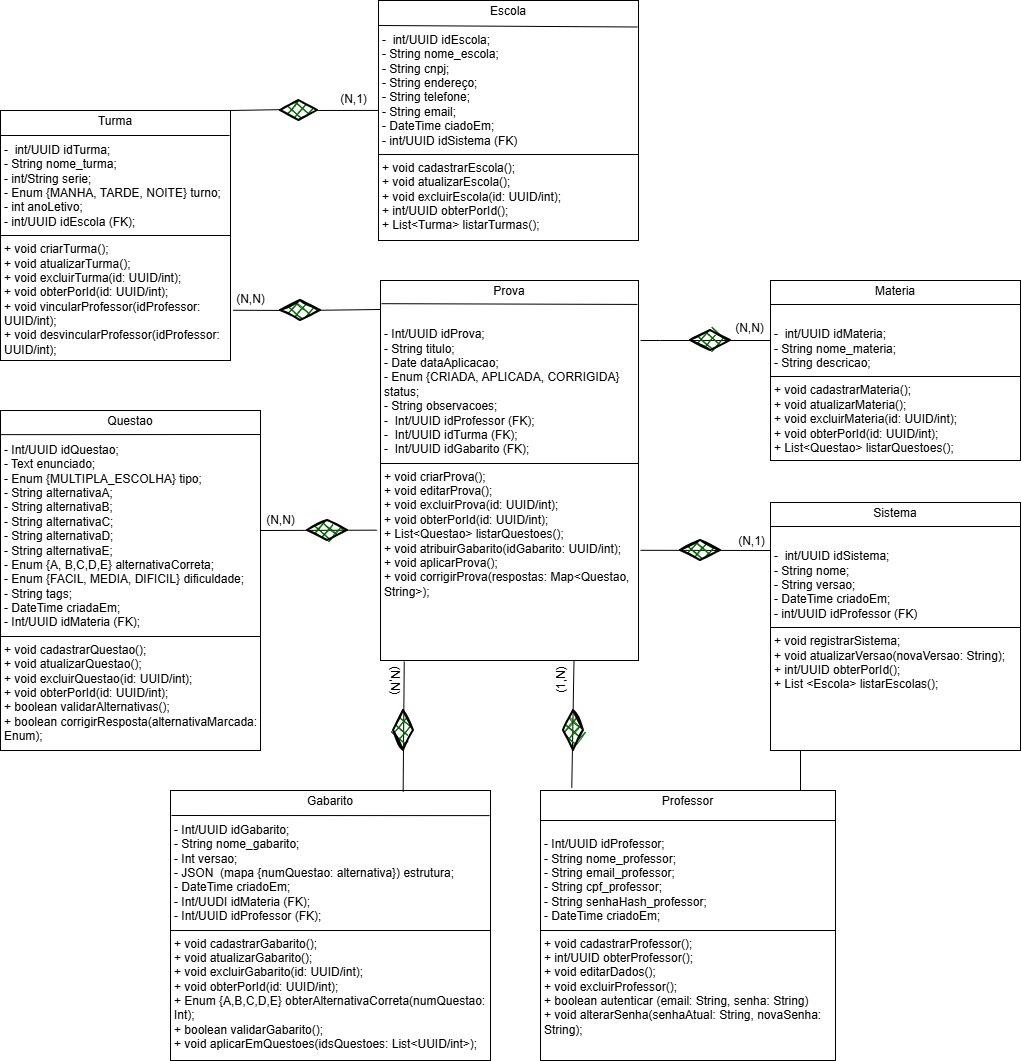 Escola
-  int/UUID idEscola;
- String nome_escola;
- String cnpj;
- String endereço;
- String telefone;
- String email;
- DateTime ciadoEm;
- int/UUID idSistema (FK)
+ void cadastrarEscola();
+ void atualizarEscola();
+ void excluirEscola(id: UUID/int);
+ int/UUID obterPorId();
+ List<Turma> listarTurmas();
(N,1)
Turma
-  int/UUID idTurma;
- String nome_turma;
- int/String serie;
- Enum {MANHA, TARDE, NOITE} turno;
- int anoLetivo;
- int/UUID idEscola (FK);
+ void criarTurma();
+ void atualizarTurma();
+ void excluirTurma(id: UUID/int);
+ void obterPorId(id: UUID/int);
+ void vincularProfessor(idProfessor:
UUID/int);
+ void desvincularProfessor(idProfessor:
UUID/int);
(N,N)
Prova
- Int/UUID idProva;
- String titulo;
- Date dataAplicacao;
- Enum {CRIADA, APLICADA, CORRIGIDA}
status;
- String observacoes;
-  Int/UUID idProfessor (FK);
-  Int/UUID idTurma (FK);
-  Int/UUID idGabarito (FK);
+ void criarProva();
+ void editarProva();
+ void excluirProva(id: UUID/int);
+ void obterPorId(id: UUID/int);
+ List<Questao> listarQuestoes();
+ void atribuirGabarito(idGabarito: UUID/int);
+ void aplicarProva();
+ void corrigirProva(respostas: Map<Questao,
String>);
(N,N)
Materia
-  int/UUID idMateria;
- String nome_materia;
- String descricao;
+ void cadastrarMateria();
+ void atualizarMateria();
+ void excluirMateria(id: UUID/int);
+ void obterPorId(id: UUID/int);
+ List<Questao> listarQuestoes();
Questao
- Int/UUID idQuestao;
- Text enunciado;
- Enum {MULTIPLA_ESCOLHA} tipo;
- String alternativaA;
- String alternativaB;
- String alternativaC;
- String alternativaD;
- String alternativaE;
- Enum {A, B,C,D,E} alternativaCorreta;
- Enum {FACIL, MEDIA, DIFICIL} dificuldade;
- String tags;
- DateTime criadaEm;
- Int/UUID idMateria (FK);
+ void cadastrarQuestao();
+ void atualizarQuestao();
+ void excluirQuestao(id: UUID/int);
+ void obterPorId(id: UUID/int);
+ boolean validarAlternativas();
+ boolean corrigirResposta(alternativaMarcada:
Enum);
(N,N)
(N,1)
Sistema
-  int/UUID idSistema;
- String nome;
- String versao;
- DateTime criadoEm;
- int/UUID idProfessor (FK)
+ void registrarSistema;
+ void atualizarVersao(novaVersao: String);
+ int/UUID obterPorId();
+ List <Escola> listarEscolas();
(N,N)
(1,N)
Gabarito
- Int/UUID idGabarito;
- String nome_gabarito;
- Int versao;
- JSON  (mapa {numQuestao: alternativa}) estrutura;
- DateTime criadoEm;
- Int/UUDI idMateria (FK);
- Int/UUID idProfessor (FK);
+ void cadastrarGabarito();
+ void atualizarGabarito();
+ void excluirGabarito(id: UUID/int);
+ void obterPorId(id: UUID/int);
+ Enum {A,B,C,D,E} obterAlternativaCorreta(numQuestao:
Int);
+ boolean validarGabarito();
+ void aplicarEmQuestoes(idsQuestoes: List<UUID/int>);
Professor
- Int/UUID idProfessor;
- String nome_professor;
- String email_professor;
- String cpf_professor;
- String senhaHash_professor;
- DateTime criadoEm;
+ void cadastrarProfessor();
+ int/UUID obterProfessor();
+ void editarDados();
+ void excluirProfessor();
+ boolean autenticar (email: String, senha: String)
+ void alterarSenha(senhaAtual: String, novaSenha:
String);